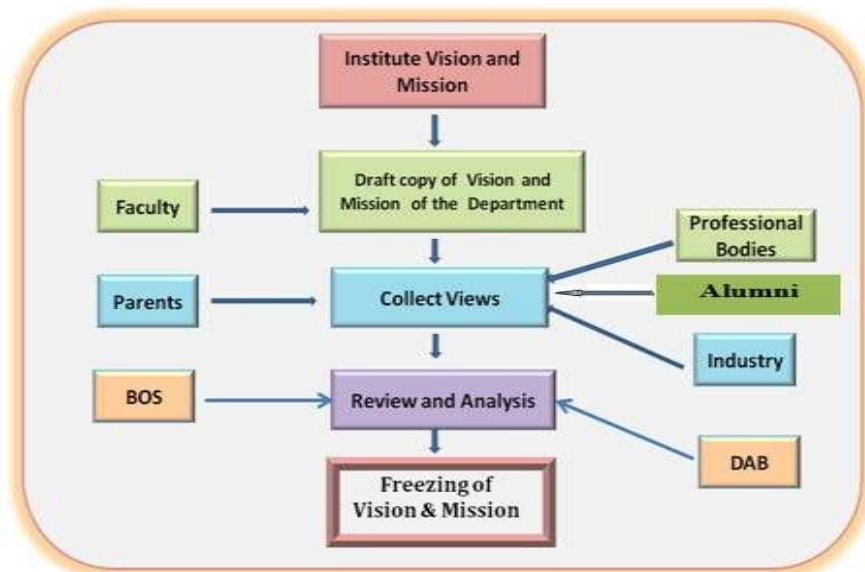 Institute Vision and
Mission
Draft copy of Vision and
Mission of the Department
Faculty
Professional
Bodies
Parents
Collect Views
Alumni
Industry
BOS
Review and Analysis
DAB
Freezing of
Vision & Mission